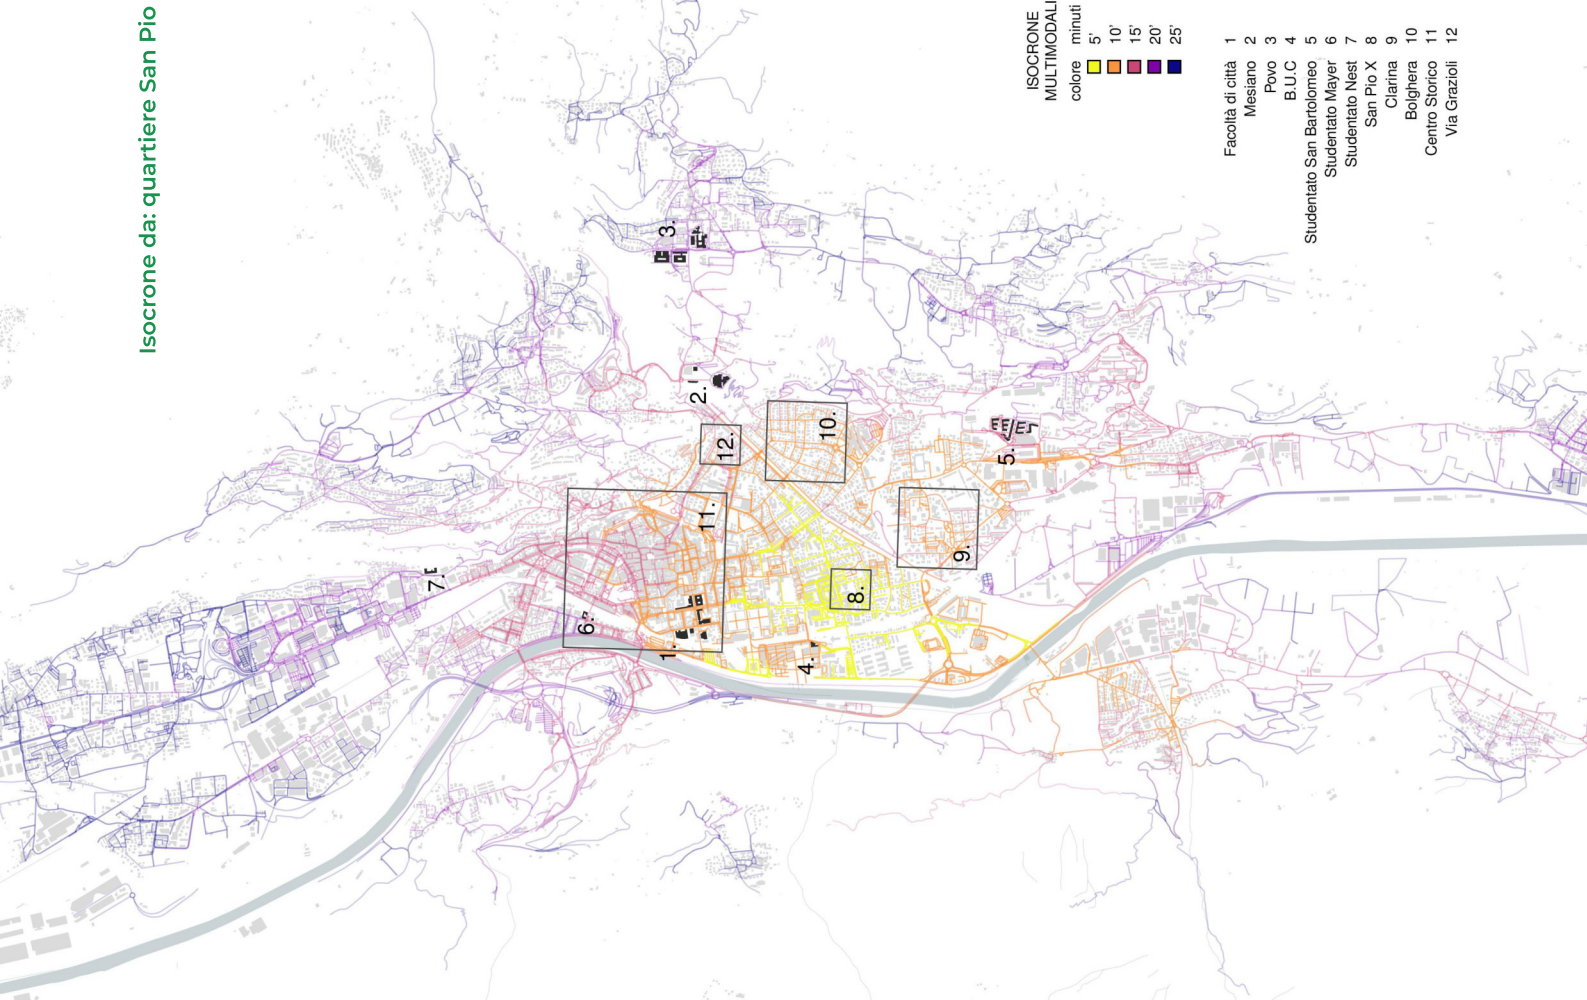 Isocrone da: quartiere San Pio
ISOCRONE
MULTIMODALI
colore minuti
5'
10'
15'
20'
25'
Facoltà di città 1
Mesiano 2
Povo 3
B.U.C 4
Studentato San Bartolomeo 5
Studentato Mayer 6
Studentato Nest 7
San Pio X 8
Clarina 9
Bolghera 10
Centro Storico 11
Via Grazioli 12
7.
6.
1.
11.
3.
2.
12.
10.
4.
8.
9.
5.